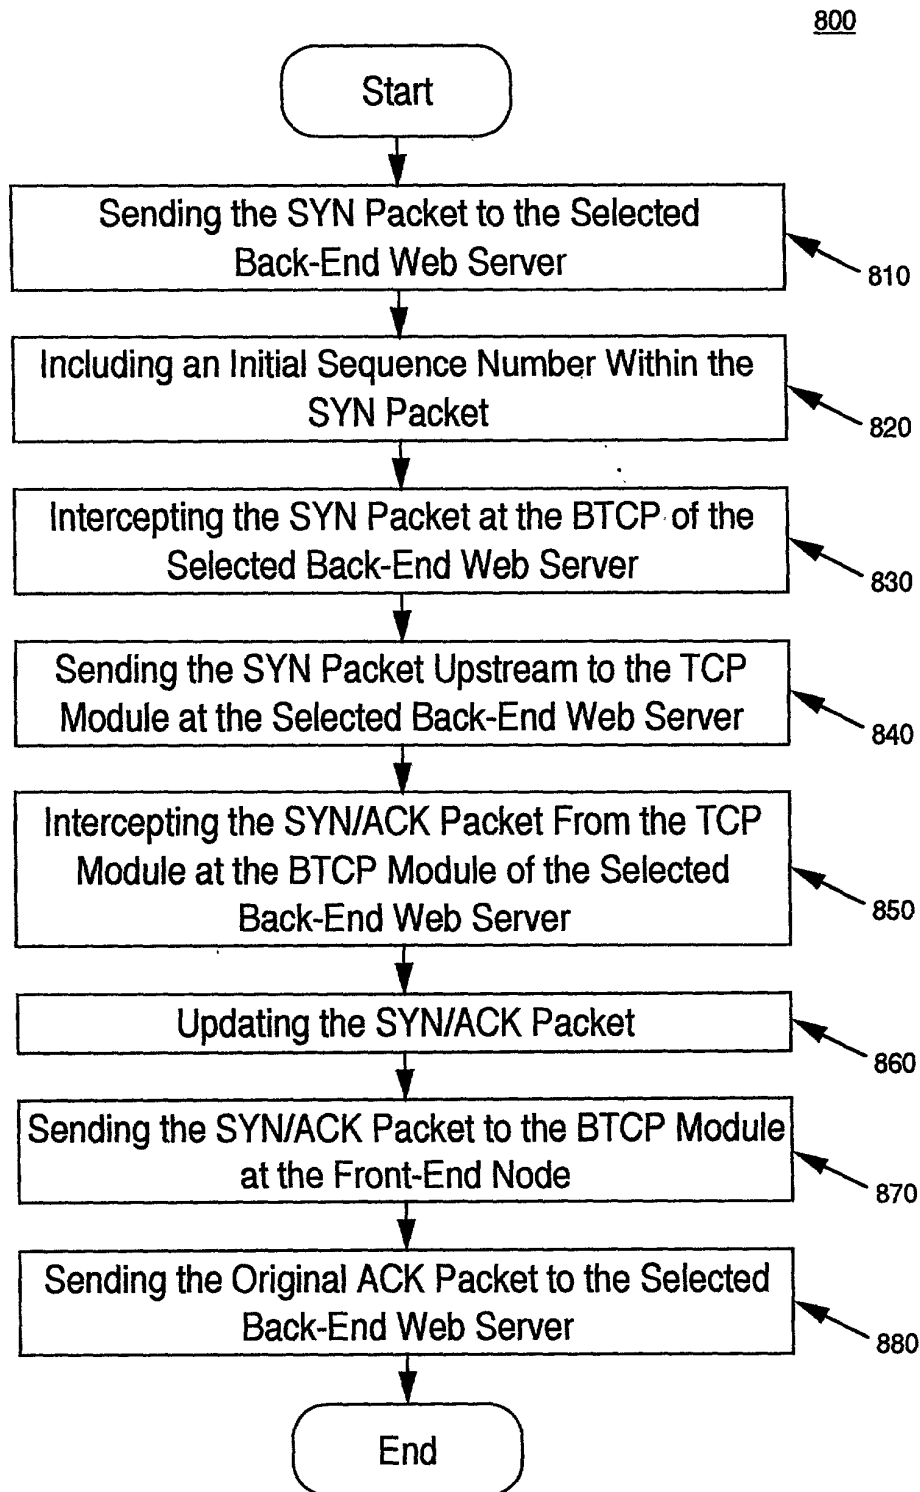 800
Start
Sending the SYN Packet to the Selected
Back-End Web Server
810
Including an Initial Sequence Number Within the
SYN Packet
820
Intercepting the SYN Packet at the BTCP of the
Selected Back-End Web Server
830
Sending the SYN Packet Upstream to the TCP
Module at the Selected Back-End Web Server
840
Intercepting the SYN/ACK Packet From the TCP
Module at the BTCP Module of the Selected
Back-End Web Server
850
Updating the SYN/ACK Packet
860
Sending the SYN/ACK Packet to the BTCP Module
at the Front-End Node
870
Sending the Original ACK Packet to the Selected
Back-End Web Server
880
End